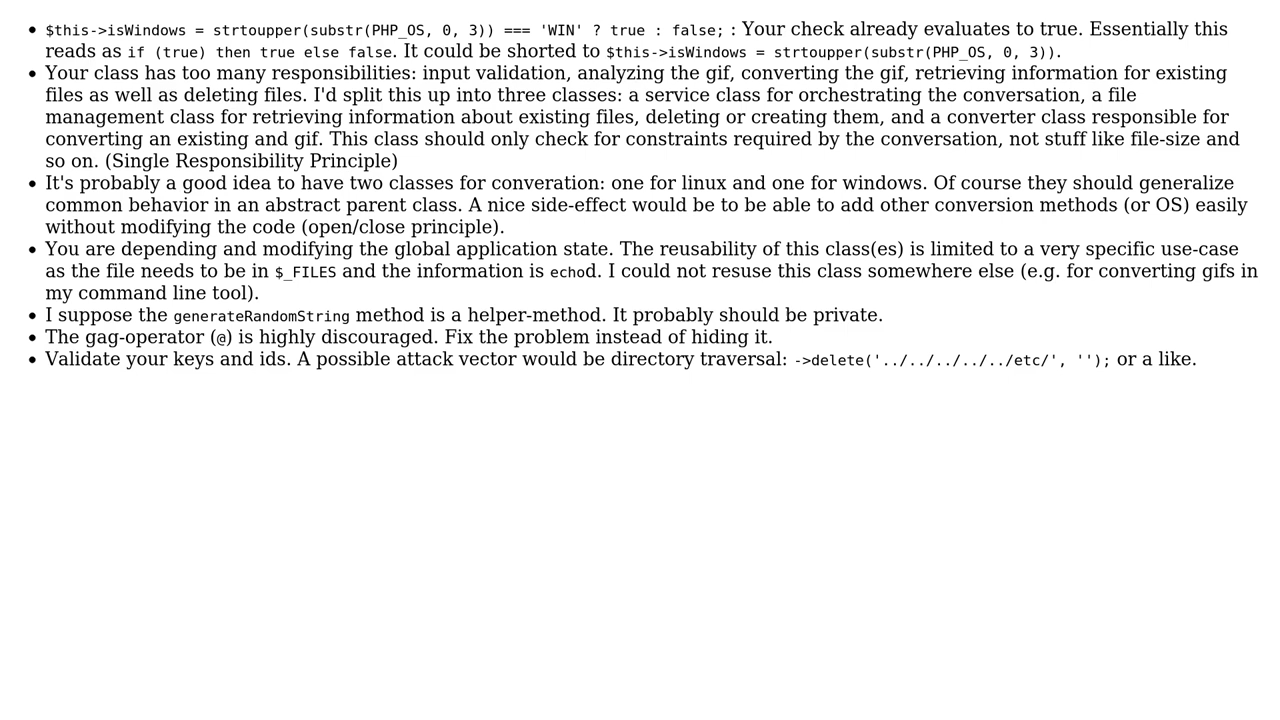 • $this->isWindows = strtoupper(substr(PHP_OS, 0, 3)) === 'WIN' ? true : false; : Your check already evaluates to true. Essentially this
reads as if (true) then true else false. It could be shorted to $this->isWindows = strtoupper(substr(PHP_OS, 0, 3)).
• Your class has too many responsibilities: input validation, analyzing the gif, converting the gif, retrieving information for existing
files as well as deleting files. I'd split this up into three classes: a service class for orchestrating the conversation, a file
management class for retrieving information about existing files, deleting or creating them, and a converter class responsible for
converting an existing and gif. This class should only check for constraints required by the conversation, not stuff like file-size and
so on. (Single Responsibility Principle)
• It's probably a good idea to have two classes for converation: one for linux and one for windows. Of course they should generalize
common behavior in an abstract parent class. A nice side-effect would be to be able to add other conversion methods (or OS) easily
without modifying the code (open/close principle).
• You are depending and modifying the global application state. The reusability of this class(es) is limited to a very specific use-case
as the file needs to be in $_FILES and the information is echod. I could not resuse this class somewhere else (e.g. for converting gifs in
my command line tool).
• I suppose the generateRandomString method is a helper-method. It probably should be private.
• The gag-operator (@) is highly discouraged. Fix the problem instead of hiding it.
• Validate your keys and ids. A possible attack vector would be directory traversal: ->delete('../../../../../etc/', ''); or a like.